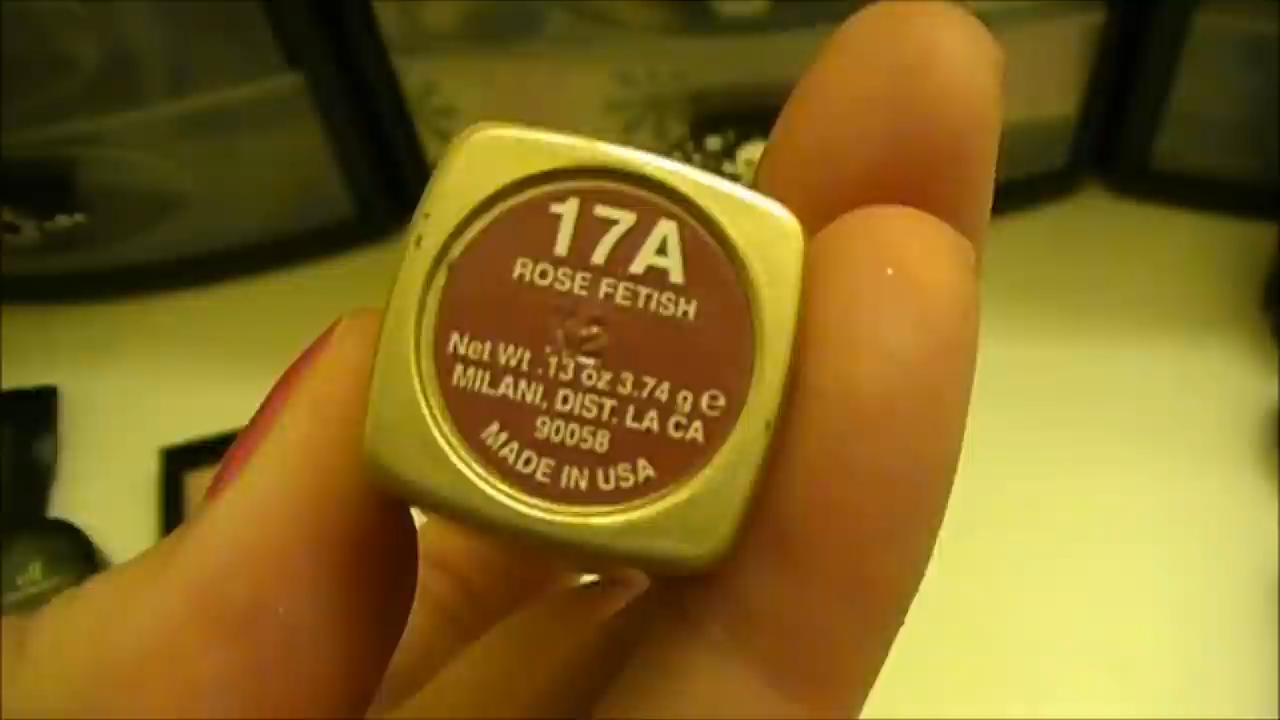 17A
ROSE FETISH
Net Wt .13 oz 3.74 g e
MILANI, DIST. LA CA
90058
MADE IN USA